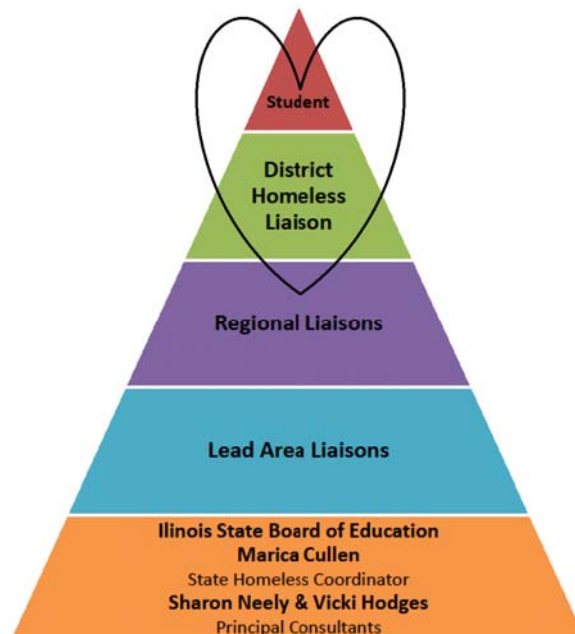 Student
District
Homeless
Liaison
Regional Liaisons
Lead Area Liaisons
Ilinois State Board of Education
Marica Cullen
State Homeless Coordinator
Sharon Neely & Vicki Hodges
Principal Consultants